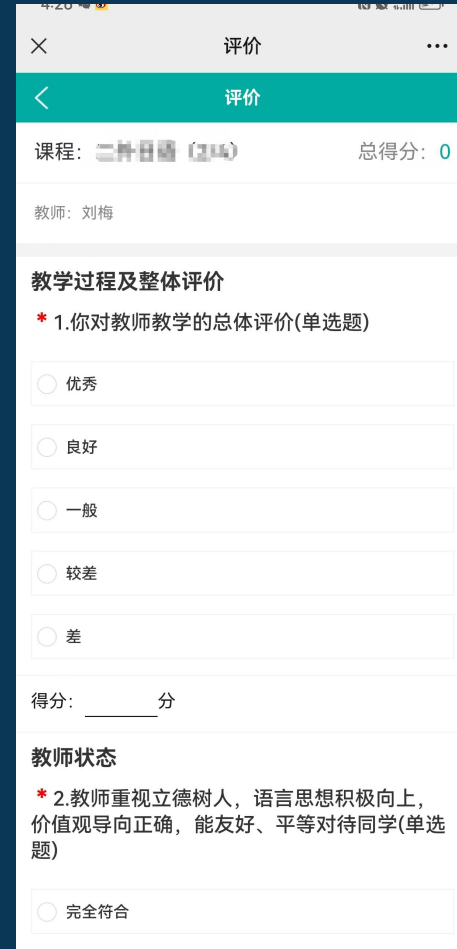 评价
评价
课程：
总得分：0
教师：刘梅
教学过程及整体评价
* 1.你对教师教学的总体评价(单选题)
优秀
良好
一般
较差
差
得分：
分
教师状态
* 2.教师重视立德树人，语言思想积极向上，
价值观导向正确，能友好、平等对待同学(单选
题)
完全符合